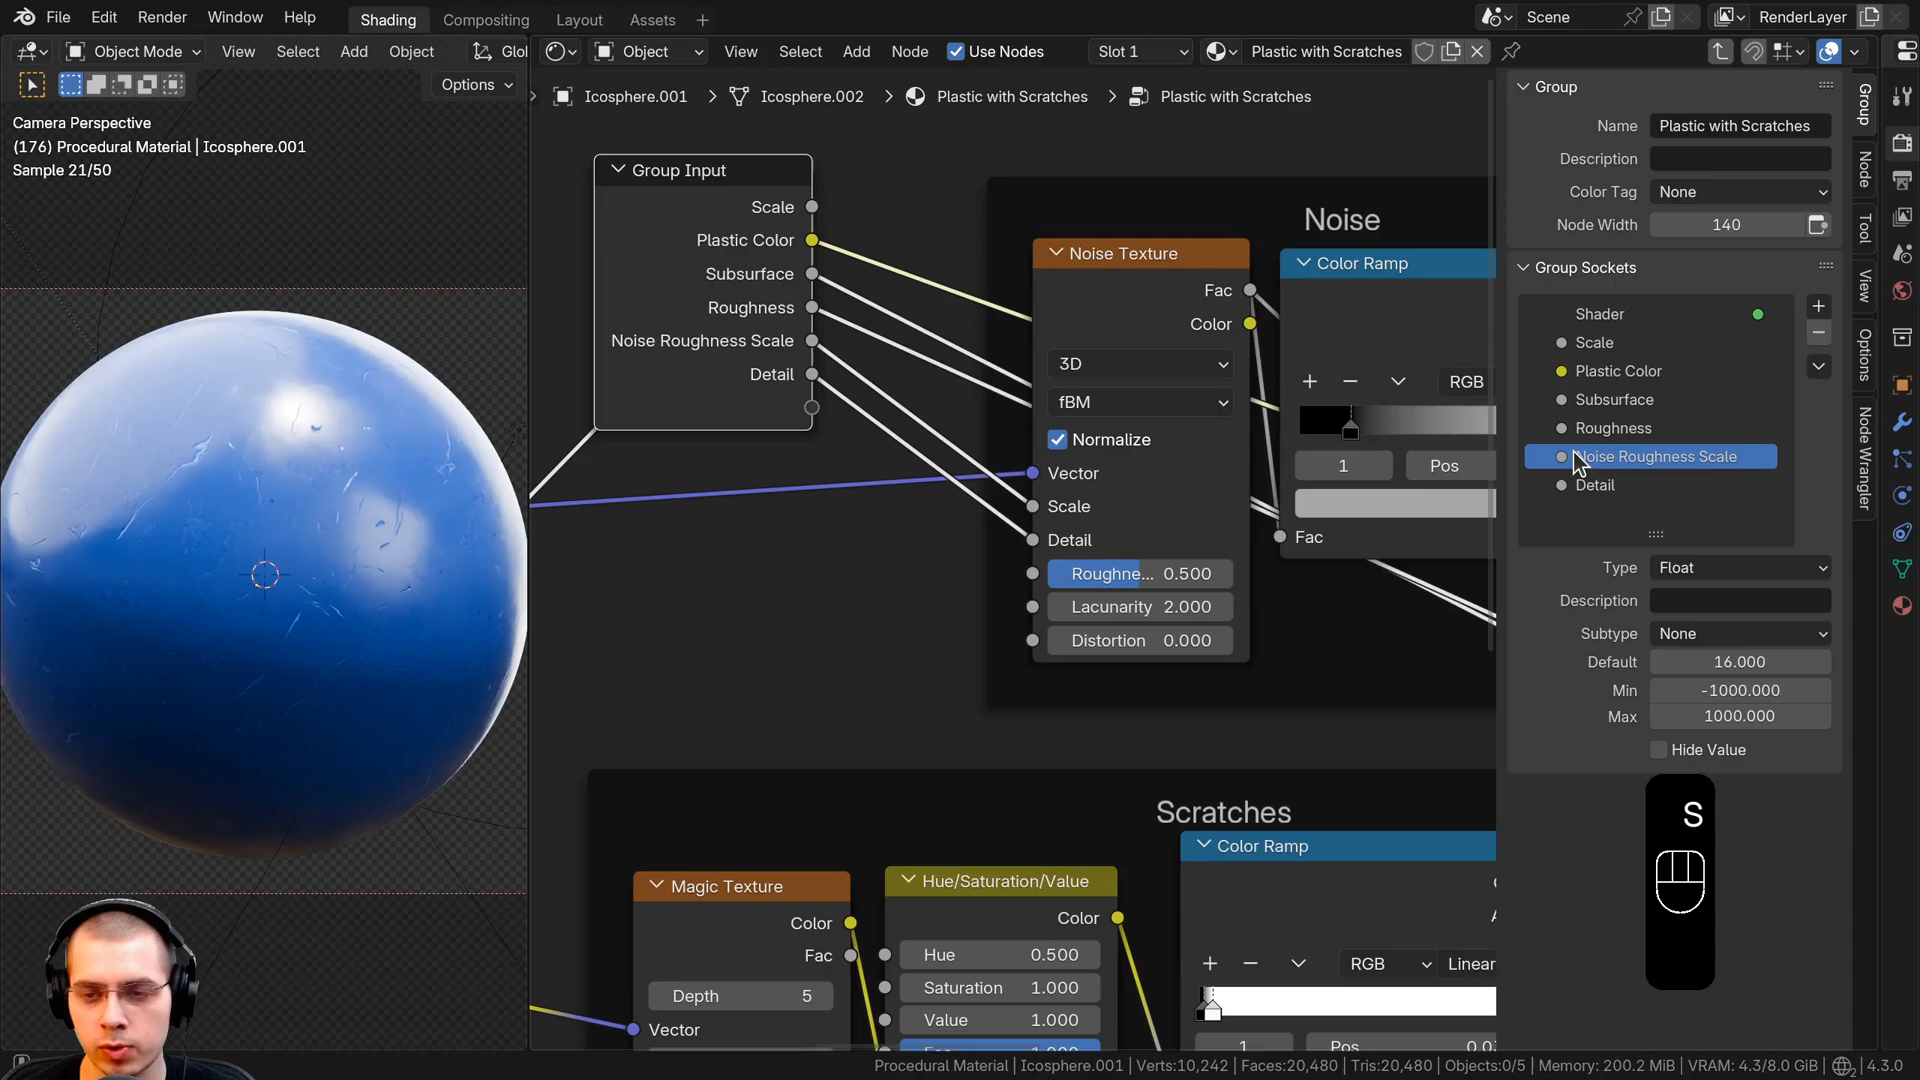 File Edit Render Window Help Shading Compositing Layout Assets + Scene RenderLayer
Object Mode View Select Add Object Glo Object View Select Add Node Use Nodes Slot 1 Plastic with Scratches
Options Icosphere.001 > Icosphere.002 > Plastic with Scratches > Plastic with Scratches
Camera Perspective
(176) Procedural Material | Icosphere.001
Sample 21/50
Group Input
Scale
Plastic Color
Subsurface
Roughness
Noise Roughness Scale
Detail
Noise
Noise Texture
Fac
Color
3D
fBM
Normalize
Vector
Scale
Detail
Roughne... 0.500
Lacunarity 2.000
Distortion 0.000
Color Ramp
RGB
1 Pos
Fac
Scratches
Magic Texture
Color
Fac
Depth 5
Vector
Hue/Saturation/Value
Color
Hue 0.500
Saturation 1.000
Value 1.000
Color Ramp
RGB Linear
1 Pos
Group
Name Plastic with Scratches
Description
Color Tag None
Node Width 140
Group Sockets
Shader
Scale
Plastic Color
Subsurface
Roughness
Noise Roughness Scale
Detail
Type Float
Description
Subtype None
Default 16.000
Min -1000.000
Max 1000.000
Hide Value
Group
Node
Tool
View
Options
Node Wrangler
S
Procedural Material | Icosphere.001 | Verts:10,242 | Faces:20,480 | Tris:20,480 | Objects:0/5 | Memory: 200.2 MiB | VRAM: 4.3/8.0 GiB | 4.3.0